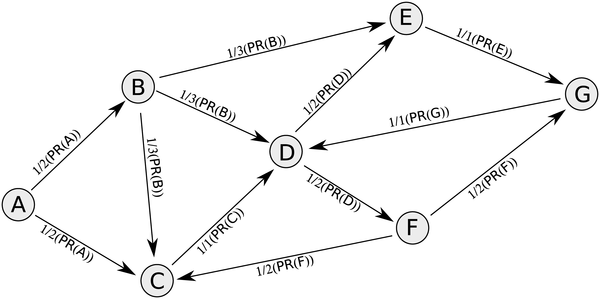 E
1/3(PR(B))
1/1(PR(E))
B
1/2(PR(D))
G
1/3(PR(B))
1/1(PR(G))
1/2(PR(A))
1/3(PR(B))
D
1/2(PR(D))
1/2(PR(F))
A
1/1(PR(C))
F
1/2(PR(A))
1/2(PR(F))
C